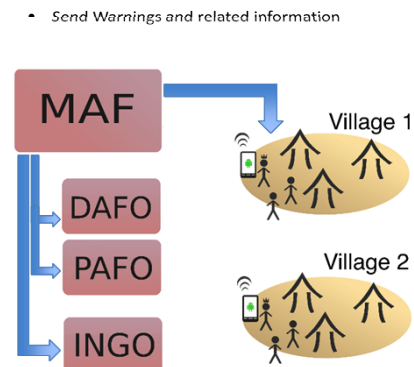 • Send Warnings and related information
MAF
Village 1
DAFO
PAFO
Village 2
INGO